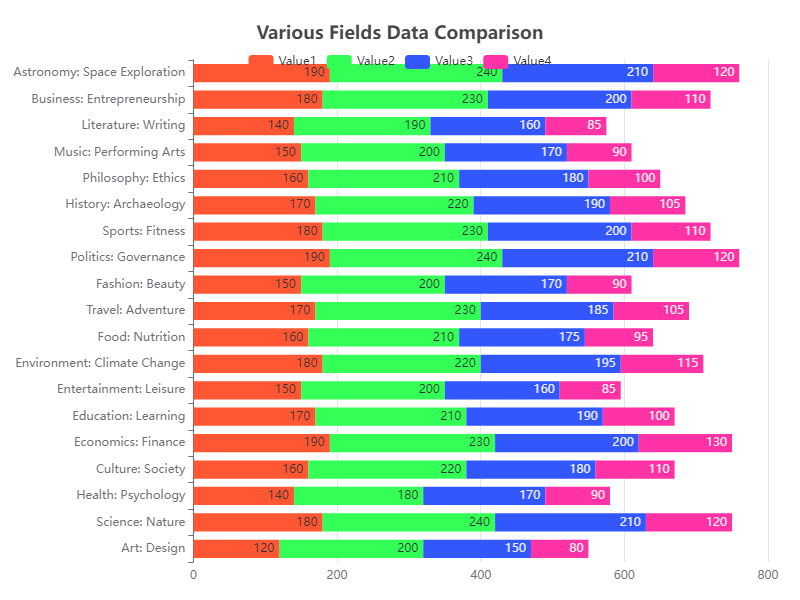 Various Fields Data Comparison
Value1 Value2 Value3 Value4
Astronomy: Space Exploration 190 240 210 120
Business: Entrepreneurship 180 230 200 110
Literature: Writing 140 190 160 85
Music: Performing Arts 150 200 170 90
Philosophy: Ethics 160 210 180 100
History: Archaeology 170 220 190 105
Sports: Fitness 180 230 200 110
Politics: Governance 190 240 210 120
Fashion: Beauty 150 200 170 90
Travel: Adventure 170 230 185 105
Food: Nutrition 160 210 175 95
Environment: Climate Change 180 220 195 115
Entertainment: Leisure 150 200 160 85
Education: Learning 170 210 190 100
Economics: Finance 190 230 200 130
Culture: Society 160 220 180 110
Health: Psychology 140 180 170 90
Science: Nature 180 240 210 120
Art: Design 120 200 150 80
0 200 400 600 800